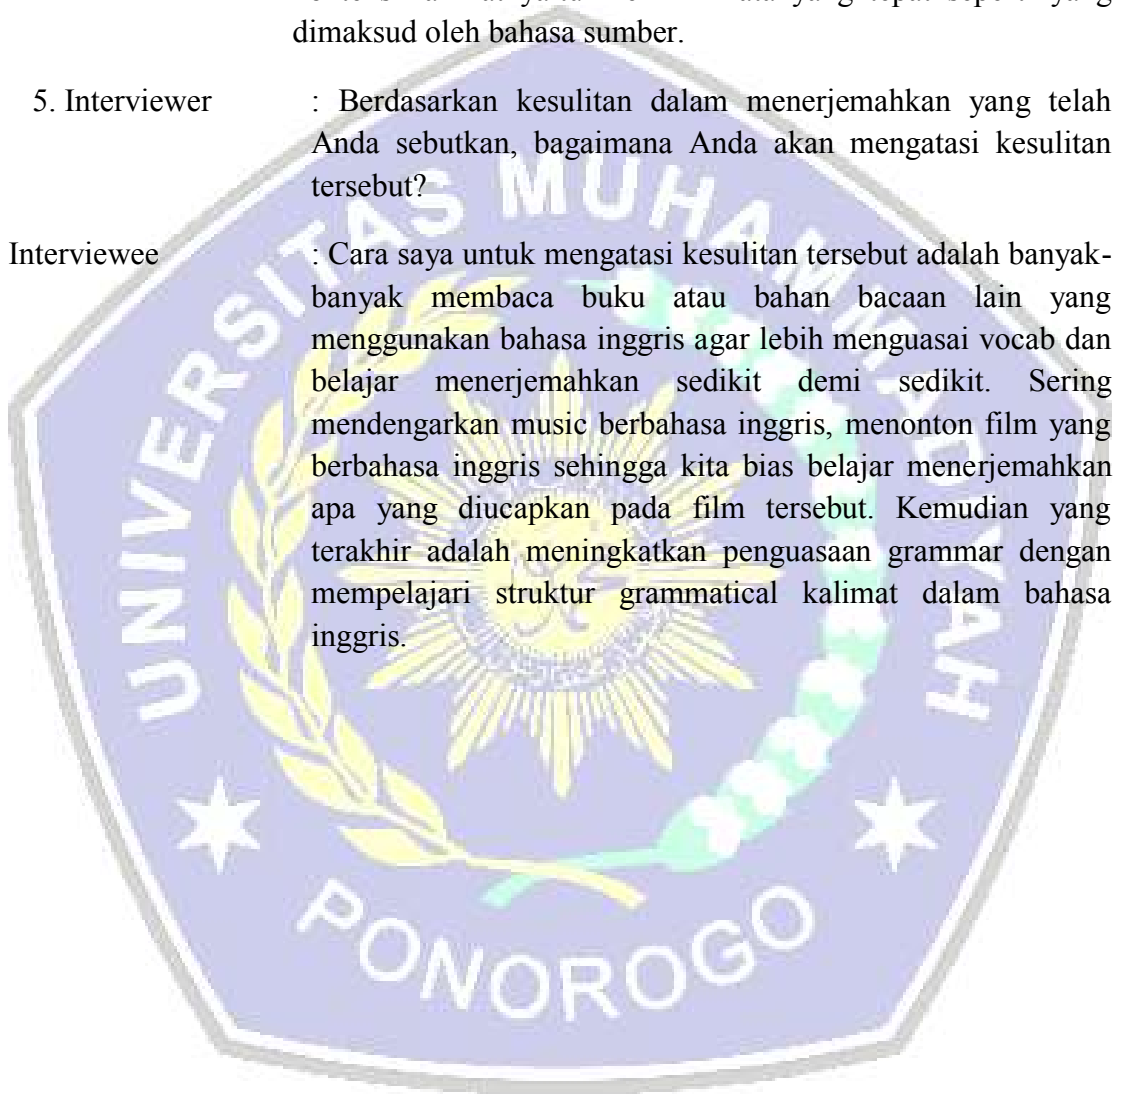 dimaksud oleh bahasa sumber.
5. Interviewer : Berdasarkan kesulitan dalam menerjemahkan yang telah
Anda sebutkan, bagaimana Anda akan mengatasi kesulitan
tersebut?
Interviewee : Cara saya untuk mengatasi kesulitan tersebut adalah banyak-
banyak membaca buku atau bahan bacaan lain yang
menggunakan bahasa inggris agar lebih menguasai vocab dan
belajar menerjemahkan sedikit demi sedikit. Sering
mendengarkan music berbahasa inggris, menonton film yang
berbahasa inggris sehingga kita bias belajar menerjemahkan
apa yang diucapkan pada film tersebut. Kemudian yang
terakhir adalah meningkatkan penguasaan grammar dengan
mempelajari struktur grammatical kalimat dalam bahasa
inggris.
UNIVERSITAS MUHAMMADIYAH
PONOROGO